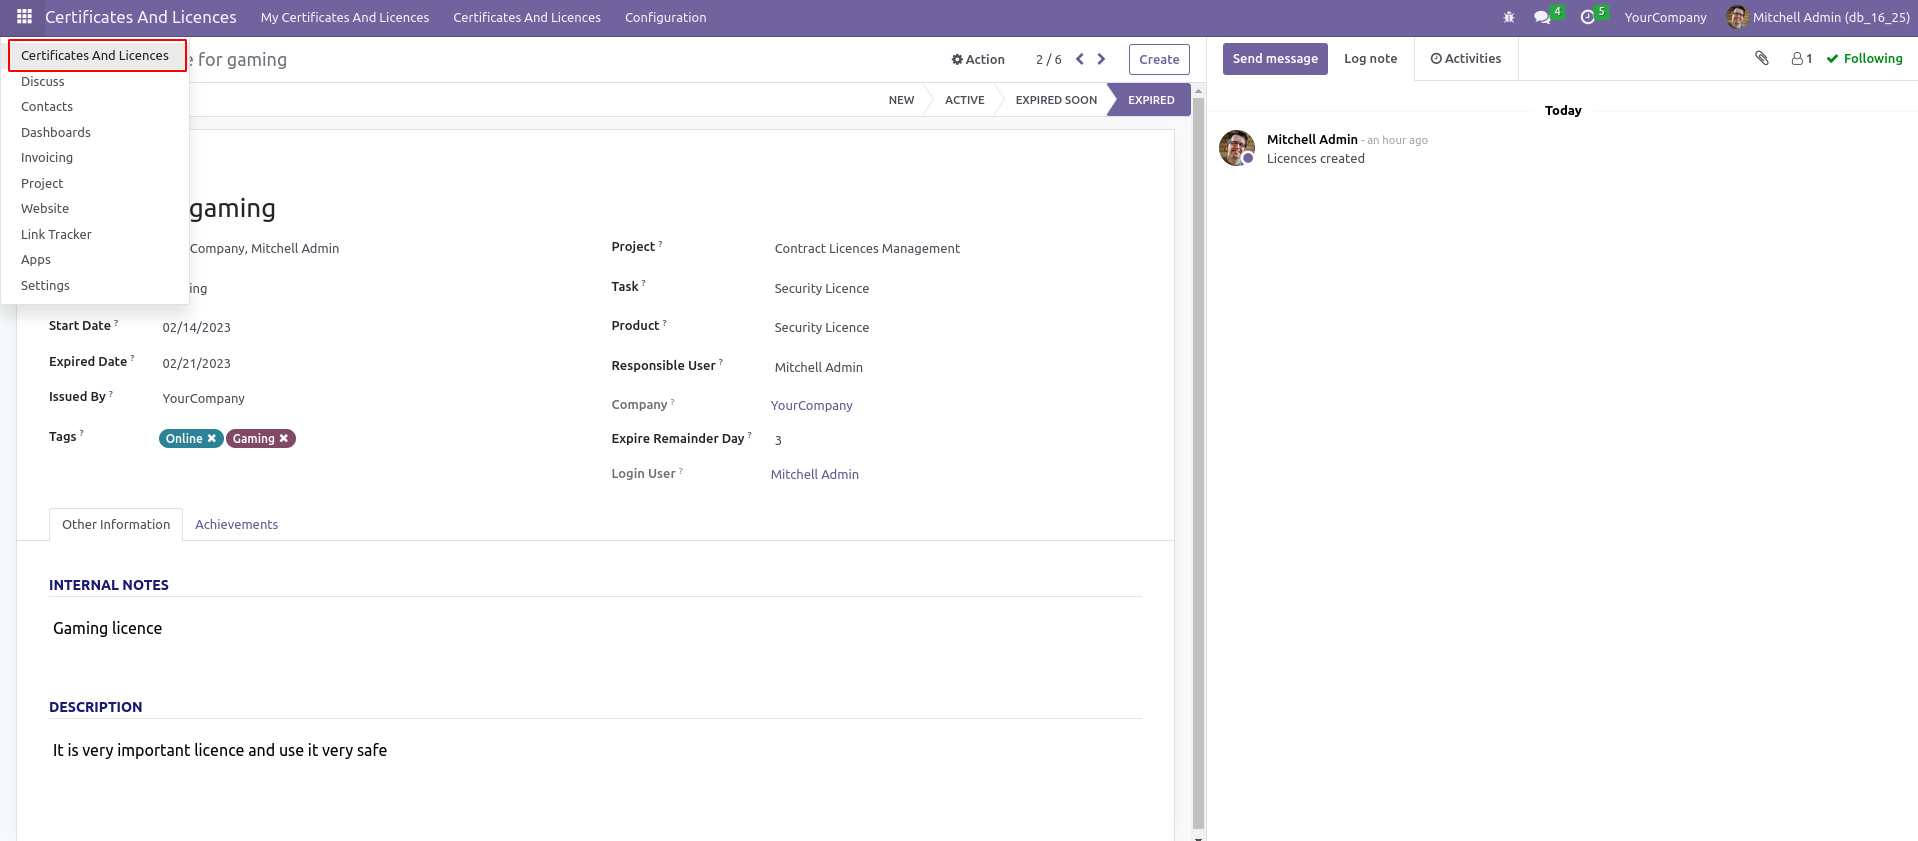 Certificates And Licences My Certificates And Licences Certificates And Licences Configuration 4 5 YourCompany Mitchell Admin (db_16_25)
Certificates And Licences
Discuss
Contacts
Dashboards
Invoicing
Project
Website
Link Tracker
Apps
Settings
for gaming Action 2 / 6 Create
NEW ACTIVE EXPIRED SOON EXPIRED
gaming
Company, Mitchell Admin
Start Date ? 02/14/2023
Expired Date ? 02/21/2023
Issued By ? YourCompany
Tags ? Online Gaming
Project ? Contract Licences Management
Task ? Security Licence
Product ? Security Licence
Responsible User ? Mitchell Admin
Company ? YourCompany
Expire Remainder Day ? 3
Login User ? Mitchell Admin
Other Information Achievements
INTERNAL NOTES
Gaming licence
DESCRIPTION
It is very important licence and use it very safe
Send message Log note Activities 1 Following
Today
Mitchell Admin - an hour ago
Licences created